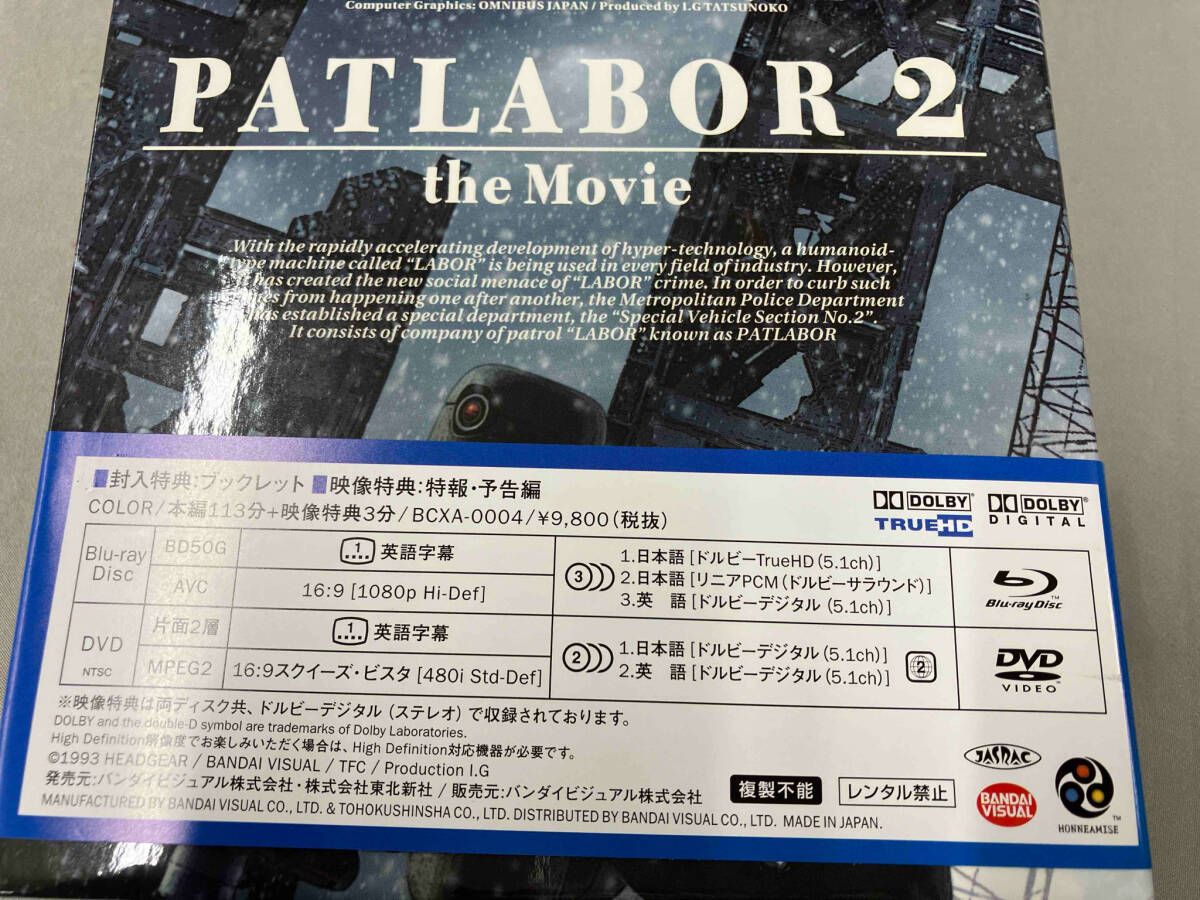 Computer Graphics: OMNIBUS JAPAN / Produced by I.G TATSUNOKO
PATLABOR 2
the Movie
With the rapidly accelerating development of hyper-technology, a humanoid-
type machine called “LABOR” is being used in every field of industry. However,
it has created the new social menace of “LABOR” crime. In order to curb such
from happening one after another, the Metropolitan Police Department
has established a special department, the “Special Vehicle Section No.2”.
It consists of company of patrol “LABOR” known as PATLABOR
■封入特典:ブックレット ■映像特典:特報・予告編
COLOR/本編113分+映像特典3分/BCXA-0004/¥9,800(税抜)
DOLBY TRUEHD
DOLBY DIGITAL
Blu-ray Disc
BD50G
1 英語字幕
AVC
16:9 [1080p Hi-Def]
3
1.日本語 [ドルビーTrueHD (5.1ch)]
2.日本語 [リニアPCM(ドルビーサラウンド)]
3.英 語 [ドルビーデジタル (5.1ch)]
Blu-ray Disc™
DVD
NTSC
片面2層
1 英語字幕
MPEG2
16:9スクイーズ・ビスタ [480i Std-Def]
2
1.日本語 [ドルビーデジタル (5.1ch)]
2.英 語 [ドルビーデジタル (5.1ch)]
2
DVD
VIDEO
※映像特典は両ディスク共、ドルビーデジタル (ステレオ) で収録されております。
DOLBY and the double-D symbol are trademarks of Dolby Laboratories.
High Definition解像度でお楽しみいただく場合は、High Definition対応機器が必要です。
©1993 HEADGEAR / BANDAI VISUAL / TFC / Production I.G
発売元:バンダイビジュアル株式会社・株式会社東北新社 / 販売元:バンダイビジュアル株式会社
MANUFACTURED BY BANDAI VISUAL CO., LTD. & TOHOKUSHINSHA CO., LTD. DISTRIBUTED BY BANDAI VISUAL CO., LTD. MADE IN JAPAN.
複製不能
レンタル禁止
JASRAC
BANDAI
VISUAL
HONNEAMISE